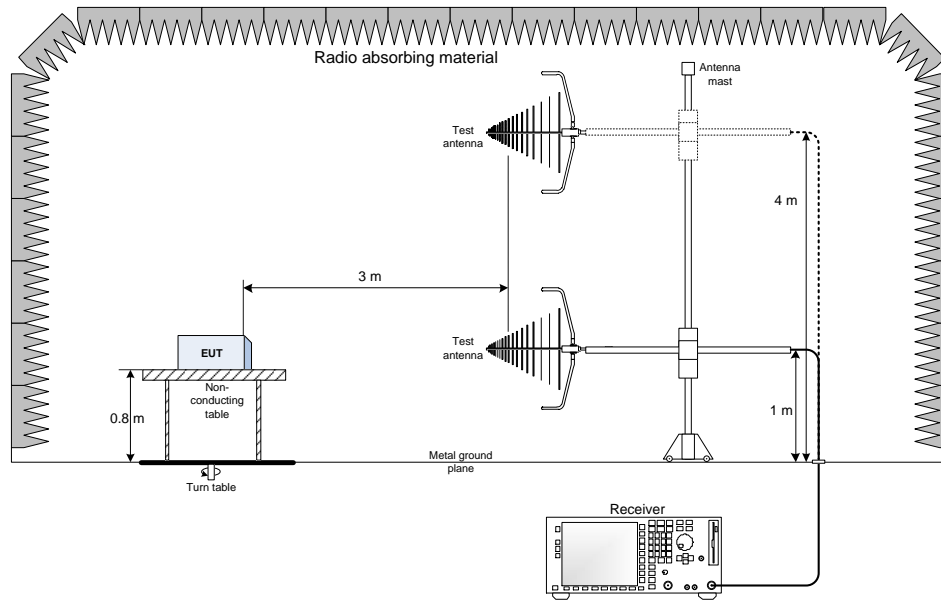 Radio absorbing material
Antenna
mast
Test
antenna
4 m
3 m
Test
antenna
EUT
Non-
conducting table
0.8 m
1 m
Metal ground
plane
Turn table
Receiver